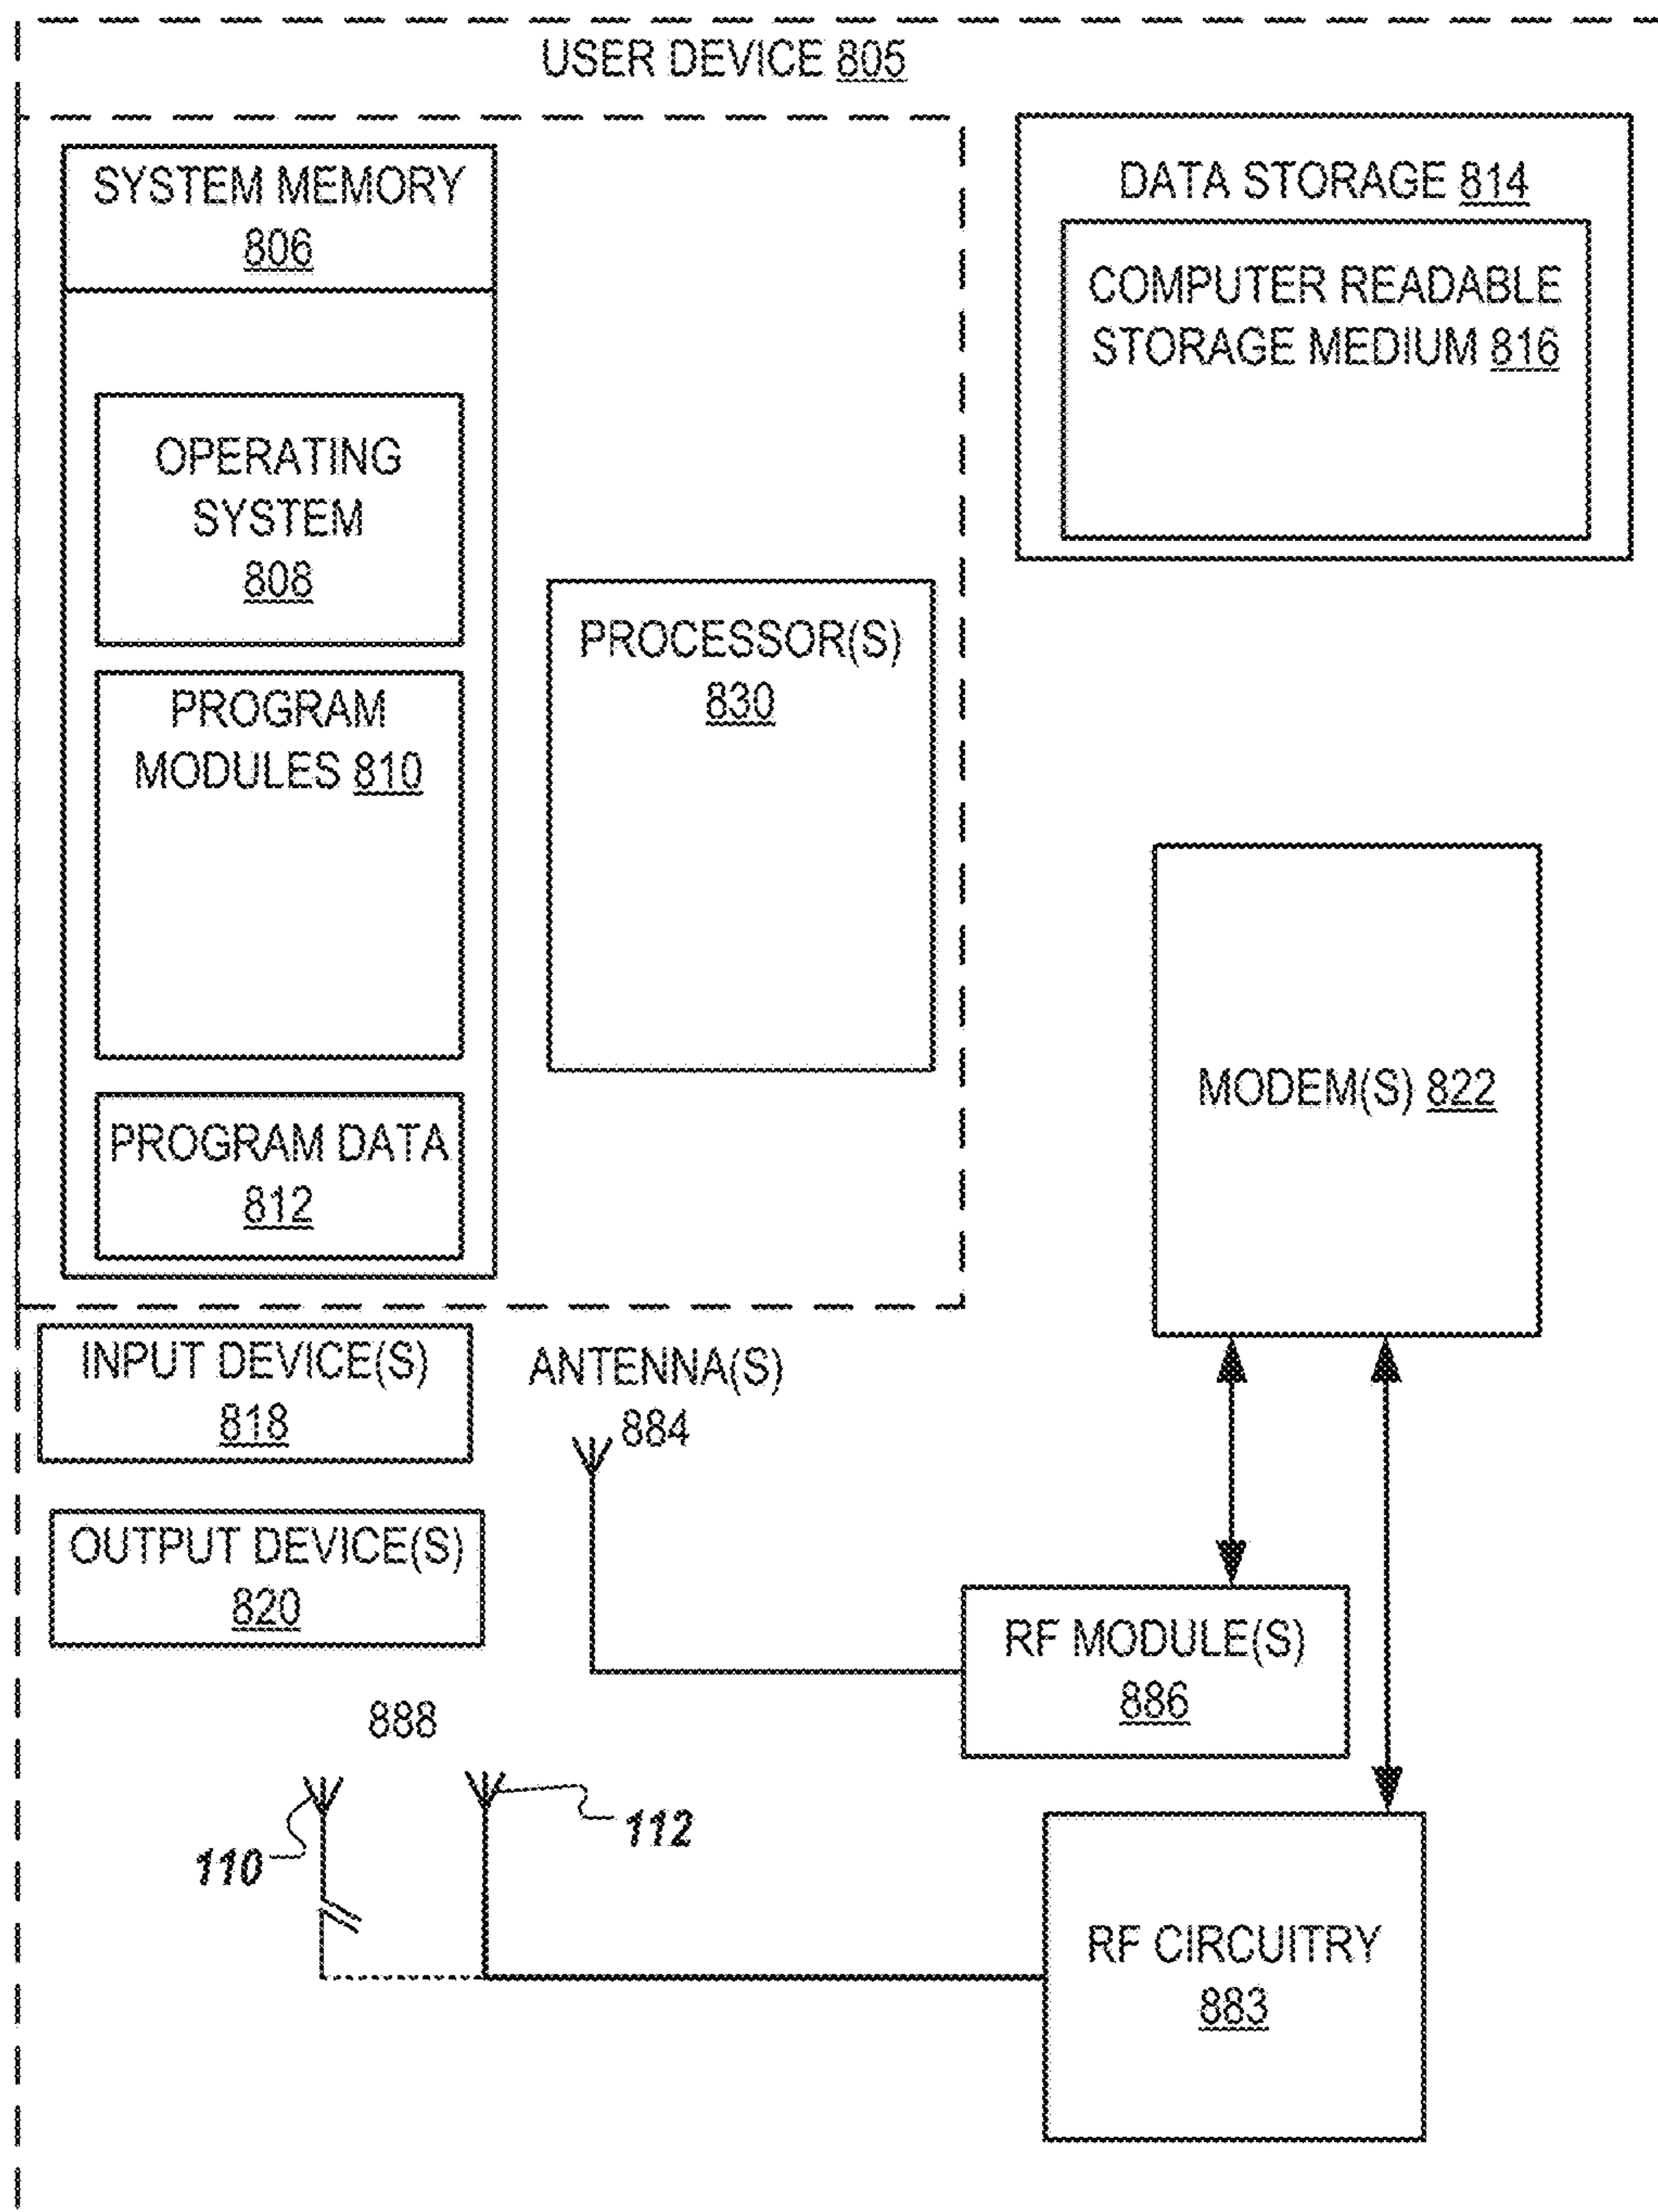 USER DEVICE 805
SYSTEM MEMORY
806
OPERATING
SYSTEM
808
PROGRAM
MODULES 810
PROGRAM DATA
812
PROCESSOR(S)
830
DATA STORAGE 814
COMPUTER READABLE
STORAGE MEDIUM 816
MODEM(S) 822
INPUT DEVICE(S)
818
ANTENNA(S)
884
OUTPUT DEVICE(S)
820
RF MODULE(S)
886
888
110
112
RF CIRCUITRY
883